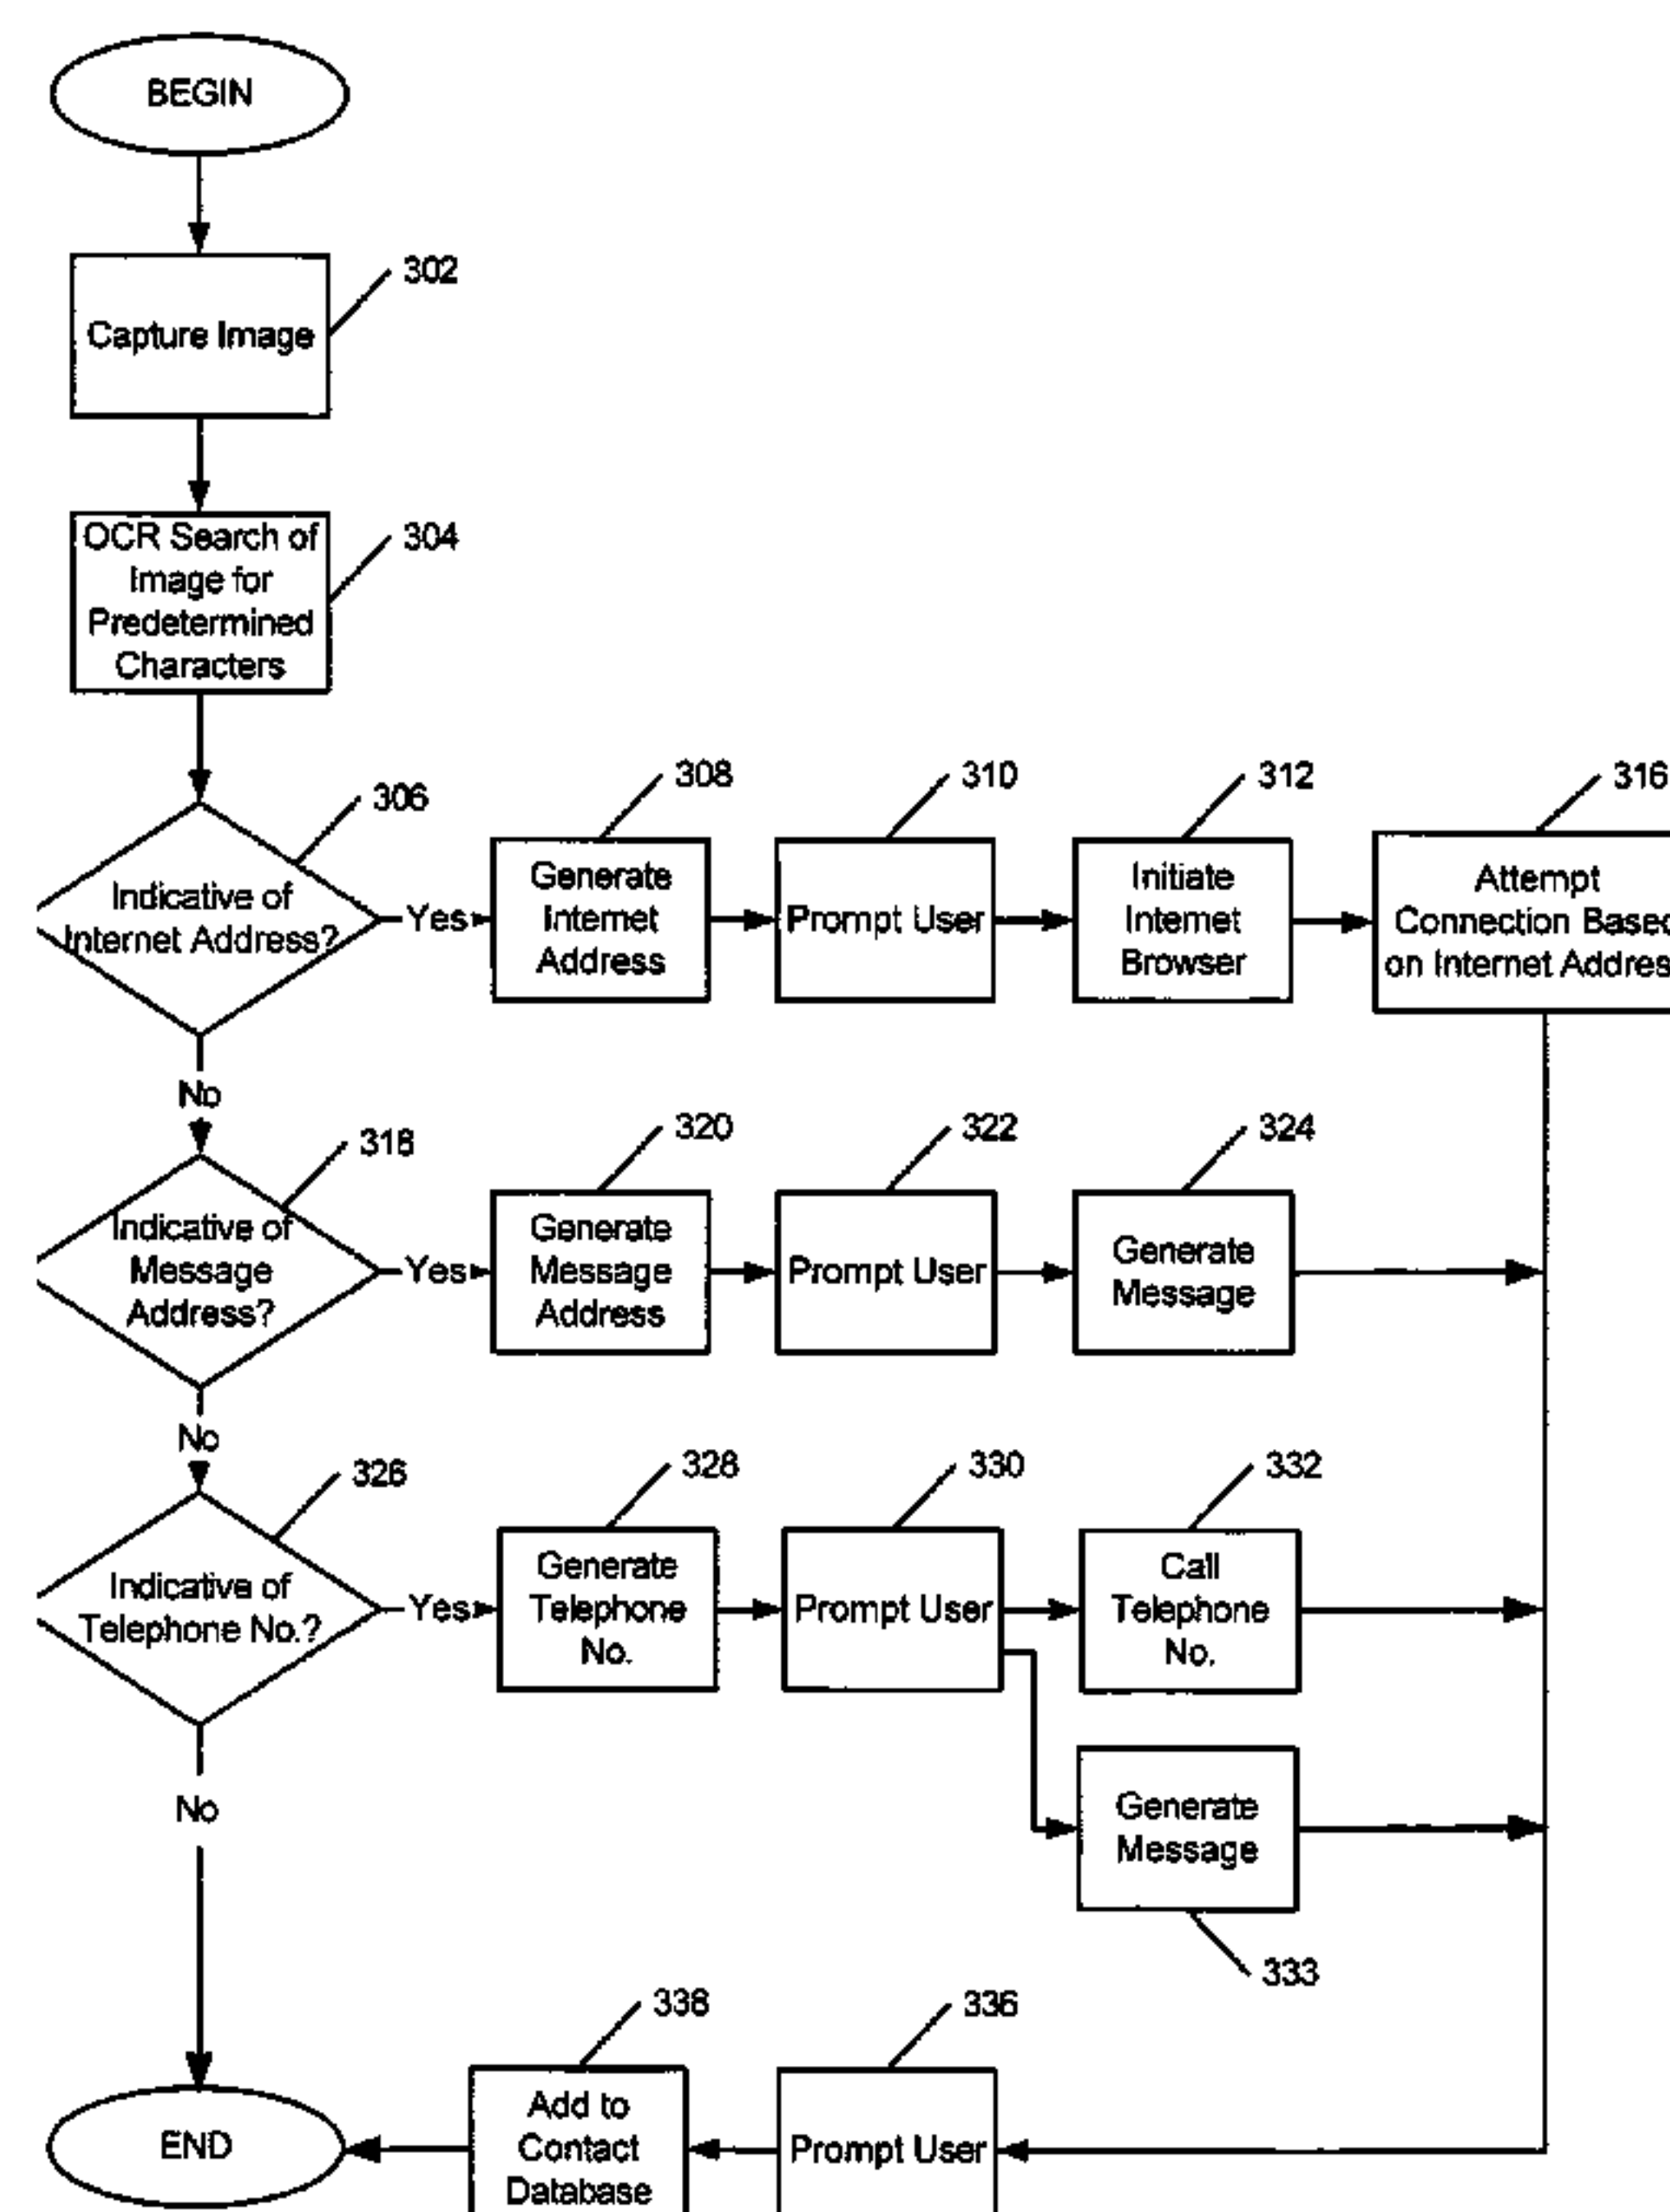 BEGIN
302
Capture Image
304
OCR Search of
Image for
Predetermined
Characters
306
Indicative of
Internet Address?
Yes
308
Generate
Internet
Address
310
Prompt User
312
Initiate
Internet
Browser
316
Attempt
Connection Based
on Internet Addres
No
318
Indicative of
Message
Address?
Yes
320
Generate
Message
Address
322
Prompt User
324
Generate
Message
No
326
Indicative of
Telephone No.?
Yes
328
Generate
Telephone
No.
330
Prompt User
332
Call
Telephone
No.
No
Generate
Message
333
338
336
END
Add to
Contact
Database
Prompt User